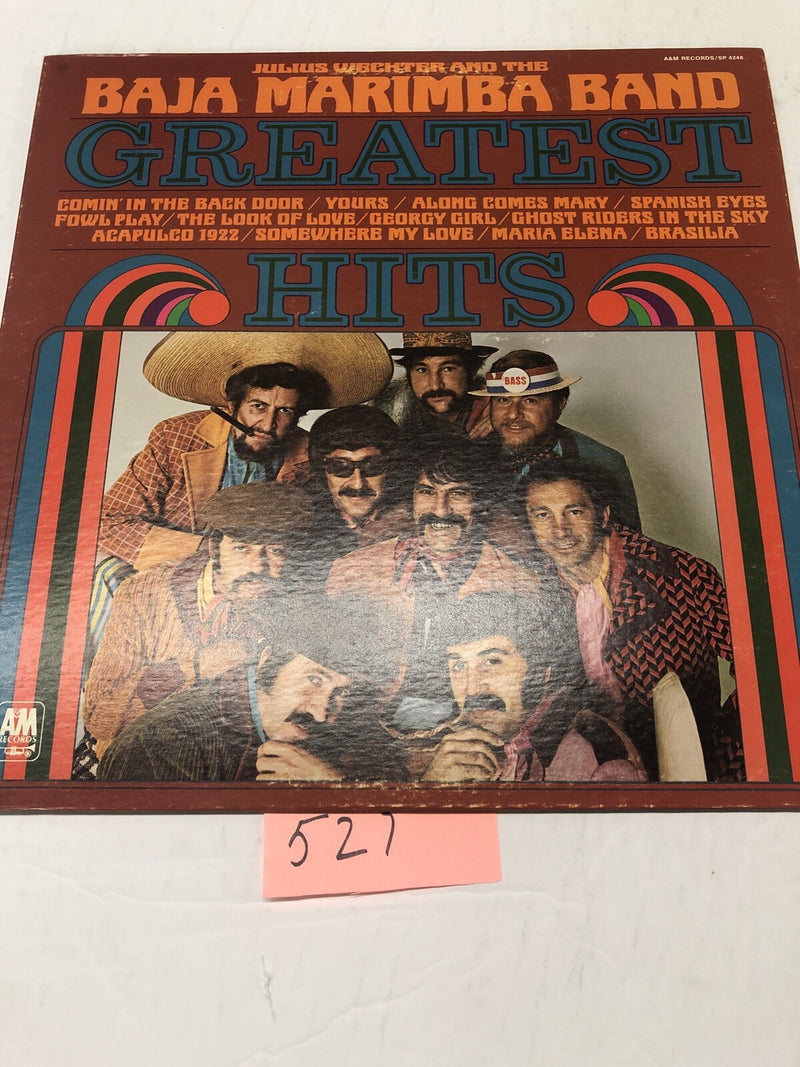 A&M RECORDS/SP 4248
JULIUS WECHTER AND THE
BAJA MARIMBA BAND
GREATEST
COMIN' IN THE BACK DOOR / YOURS / ALONG COMES MARY / SPANISH EYES
FOWL PLAY / THE LOOK OF LOVE / GEORGY GIRL / GHOST RIDERS IN THE SKY
ACAPULCO 1922 / SOMEWHERE MY LOVE / MARIA ELENA / BRASILIA
HITS
BASS
A&M
RECORDS
527